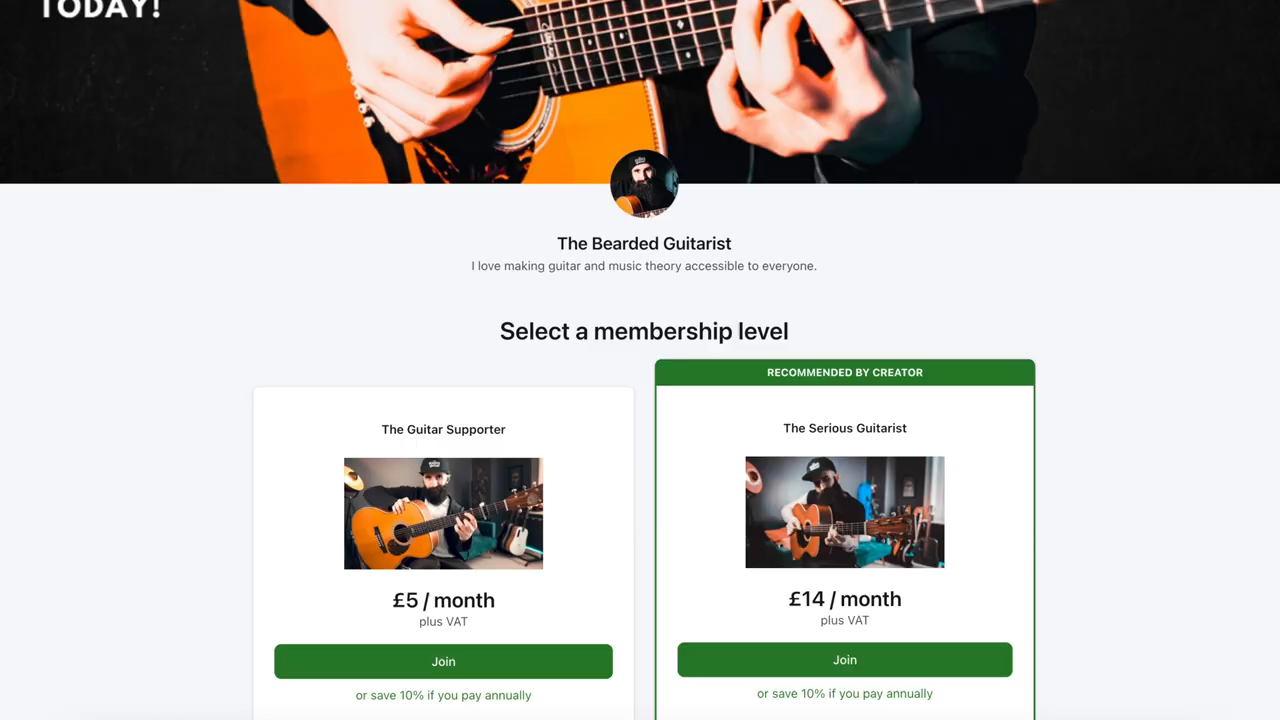 TODAY!
The Bearded Guitarist
I love making guitar and music theory accessible to everyone.
Select a membership level
The Guitar Supporter
£5 / month
plus VAT
Join
or save 10% if you pay annually
RECOMMENDED BY CREATOR
The Serious Guitarist
£14 / month
plus VAT
Join
or save 10% if you pay annually